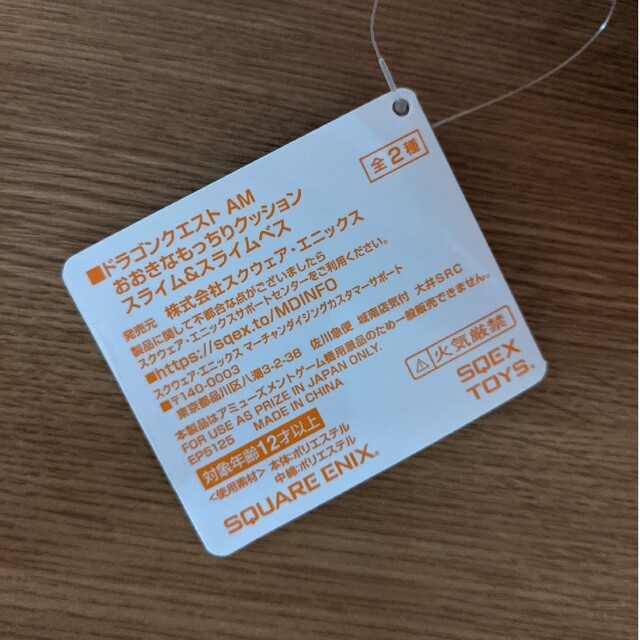 全2種
■ドラゴンクエスト AM
おおきなもっちりクッション
スライム&スライムベス
発売元 株式会社スクウェア・エニックス
製品に関して不都合な点がございましたら
スクウェア・エニックスサポートセンターをご利用ください。
■https://sqex.to/MDINFO
スクウェア・エニックス マーチャンダイジングカスタマーサポート
■〒140-0003
東京都品川区八潮3-2-38 佐川急便 城南店気付 大井SRC
本製品はアミューズメントゲーム機用景品のため一般販売できません。
FOR USE AS PRIZE IN JAPAN ONLY.
EP5125 MADE IN CHINA
対象年齢12才以上
<使用素材> 本体:ポリエステル
中綿:ポリエステル
SQUARE ENIX®
⚠火気厳禁
SQEX
TOYS®